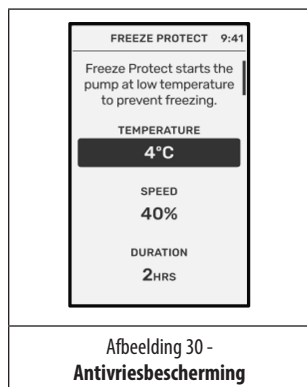 FREEZE PROTECT 9:41
Freeze Protect starts the
pump at low temperature
to prevent freezing.
TEMPERATURE
4°C
SPEED
40%
DURATION
2HRS
Afbeelding 30 -
Antivriesbescherming